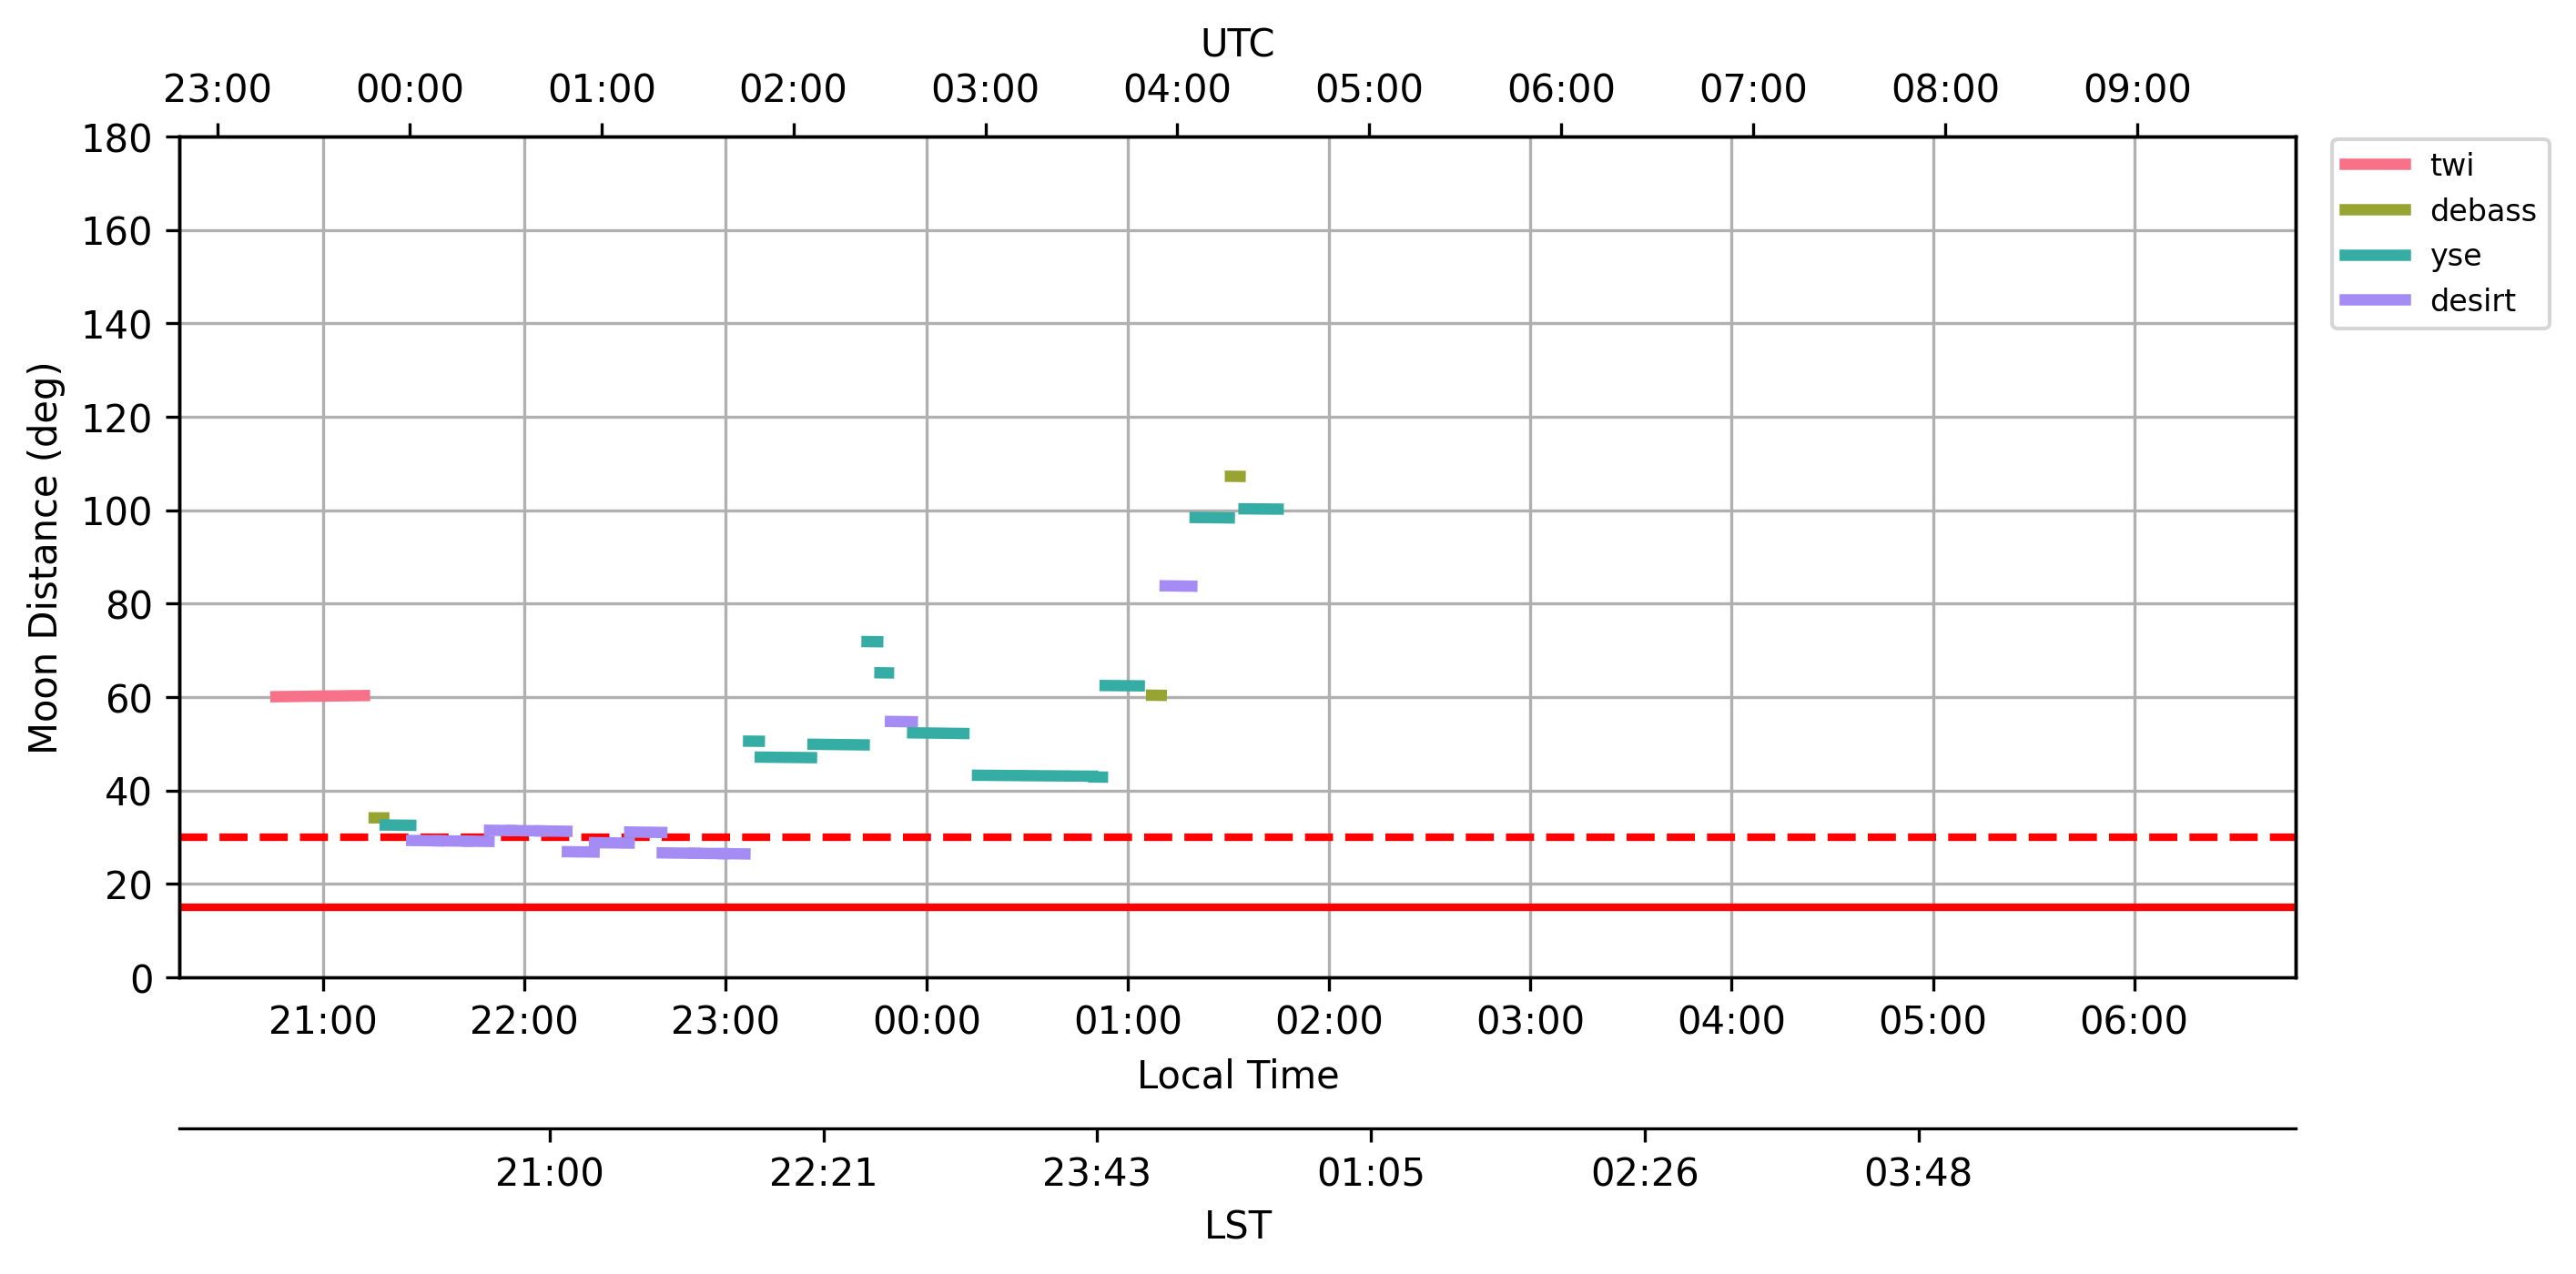 UTC
23:00 00:00 01:00 02:00 03:00 04:00 05:00 06:00 07:00 08:00 09:00
180
160
140
120
100
80
60
40
20
0
Moon Distance (deg)
twi
debass
yse
desirt
21:00 22:00 23:00 00:00 01:00 02:00 03:00 04:00 05:00 06:00
Local Time
21:00 22:21 23:43 01:05 02:26 03:48
LST